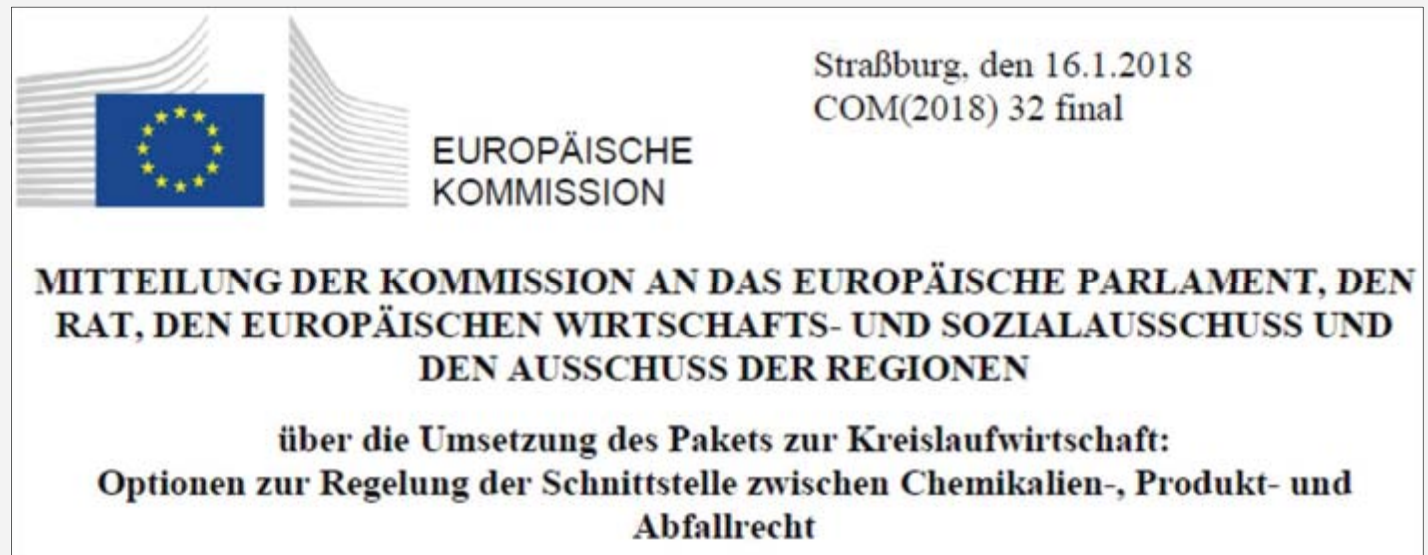 Straßburg, den 16.1.2018
COM(2018) 32 final
EUROPÄISCHE
KOMMISSION
MITTEILUNG DER KOMMISSION AN DAS EUROPÄISCHE PARLAMENT, DEN
RAT, DEN EUROPÄISCHEN WIRTSCHAFTS- UND SOZIALAUSSCHUSS UND
DEN AUSSCHUSS DER REGIONEN
über die Umsetzung des Pakets zur Kreislaufwirtschaft:
Optionen zur Regelung der Schnittstelle zwischen Chemikalien-, Produkt- und
Abfallrecht